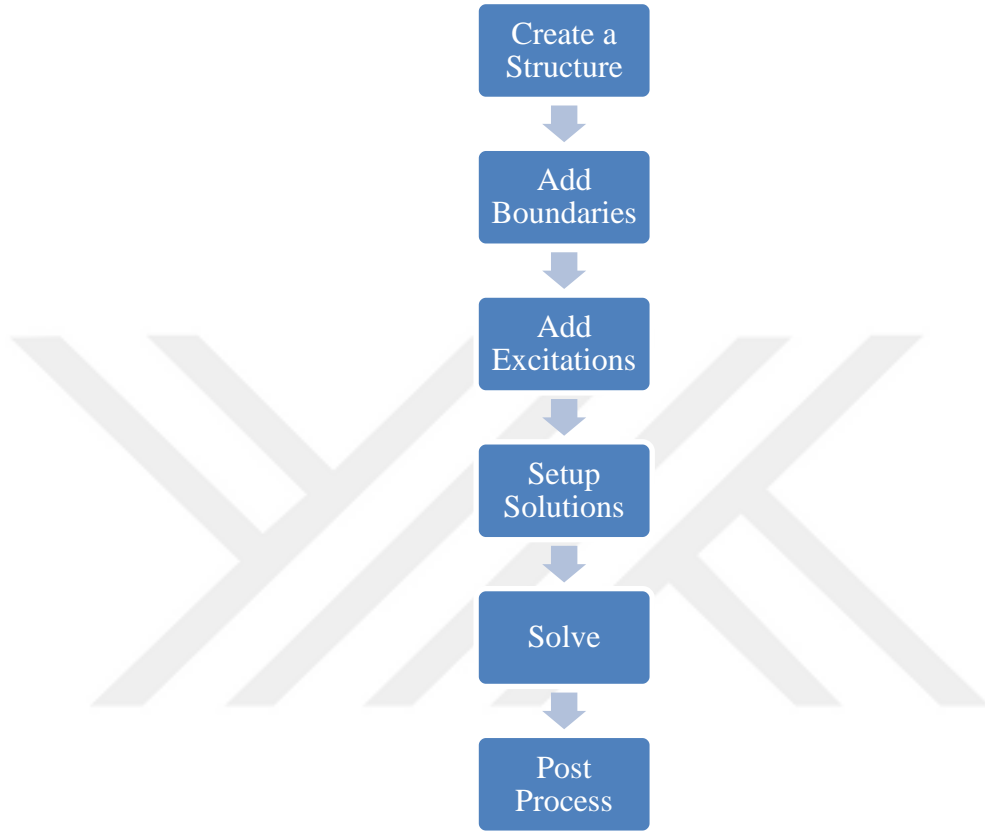 Create a
Structure
Add
Boundaries
Add
Excitations
Setup
Solutions
Solve
Post
Process